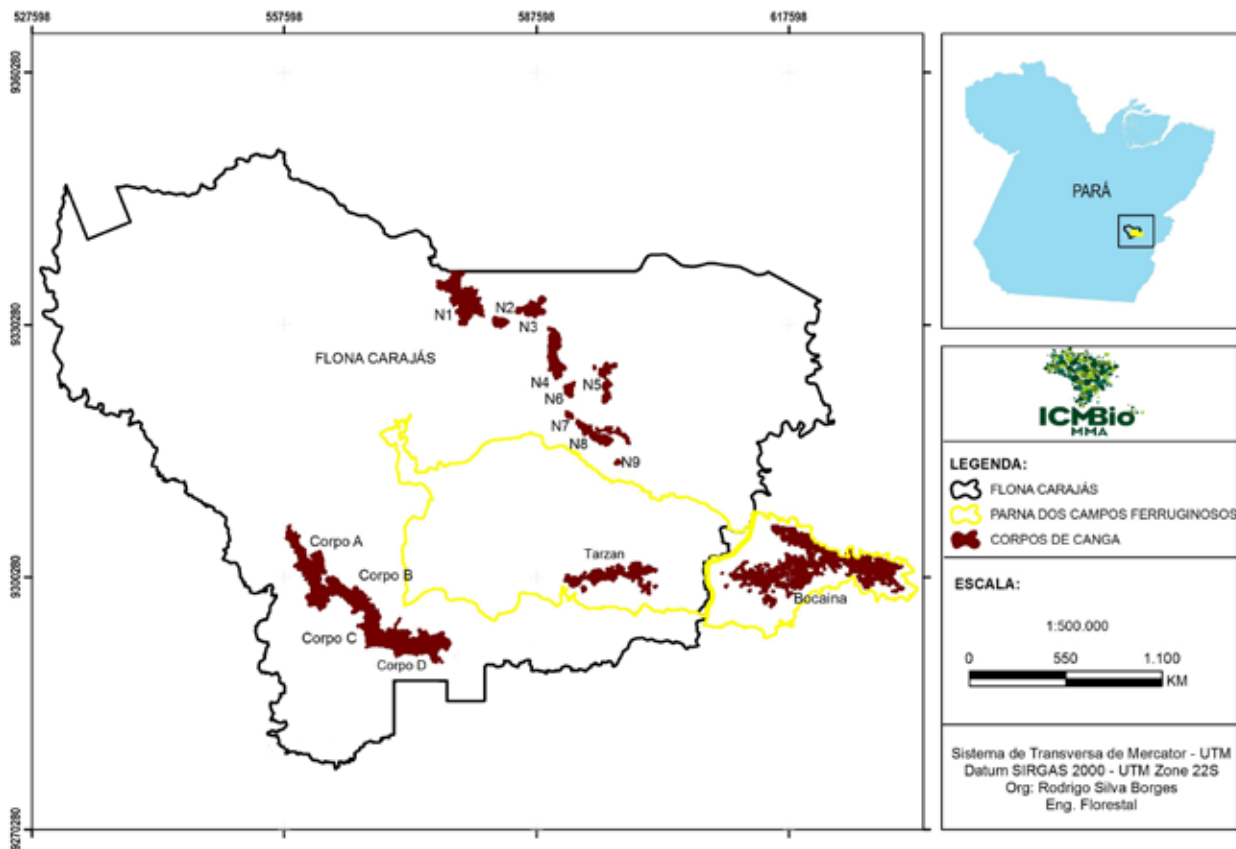 527598
557598
587598
617598
9360280
9330280
9300280
9270280
N1
N2
N3
FLONA CARAJÁS
N4
N5
N6
N7
N8
N9
Corpo A
Corpo B
Tarzan
Bocaina
Corpo C
Corpo D
PARÁ
ICMBio
MMA
LEGENDA:
FLONA CARAJÁS
PARNA DOS CAMPOS FERRUGINOSOS
CORPOS DE CANGA
ESCALA:
1:500.000
0 550 1.100
KM
Sistema de Transversa de Mercator - UTM
Datum SIRGAS 2000 - UTM Zone 22S
Org: Rodrigo Silva Borges
Eng. Florestal